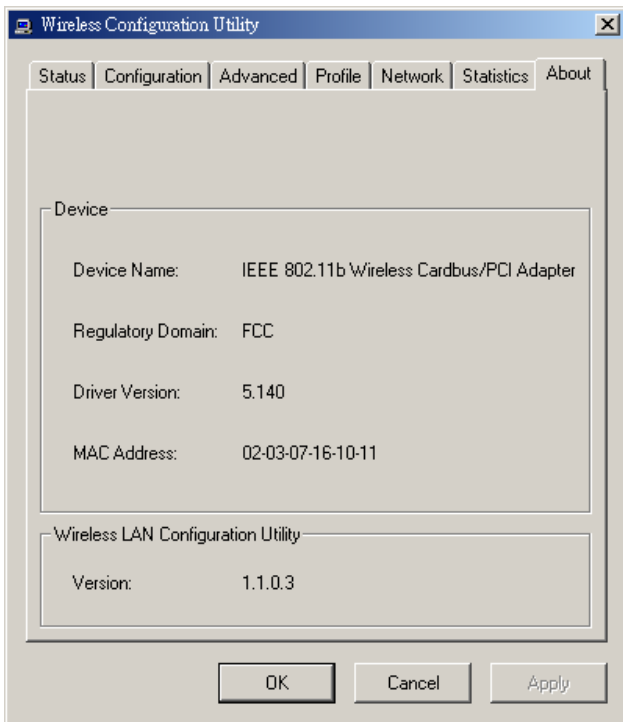 Wireless Configuration Utility
Status Configuration Advanced Profile Network Statistics About
Device
Device Name: IEEE 802.11b Wireless Cardbus/PCI Adapter
Regulatory Domain: FCC
Driver Version: 5.140
MAC Address: 02-03-07-16-10-11
Wireless LAN Configuration Utility
Version: 1.1.0.3
OK Cancel Apply